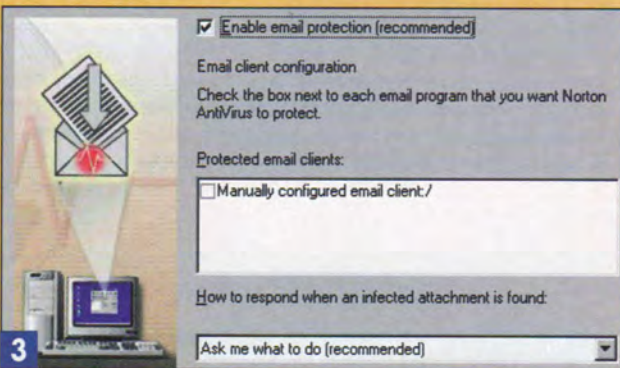 Enable email protection (recommended)
Email client configuration
Check the box next to each email program that you want Norton
AntiVirus to protect.
Protected email clients:
Manually configured email client:/
How to respond when an infected attachment is found:
Ask me what to do (recommended)
3